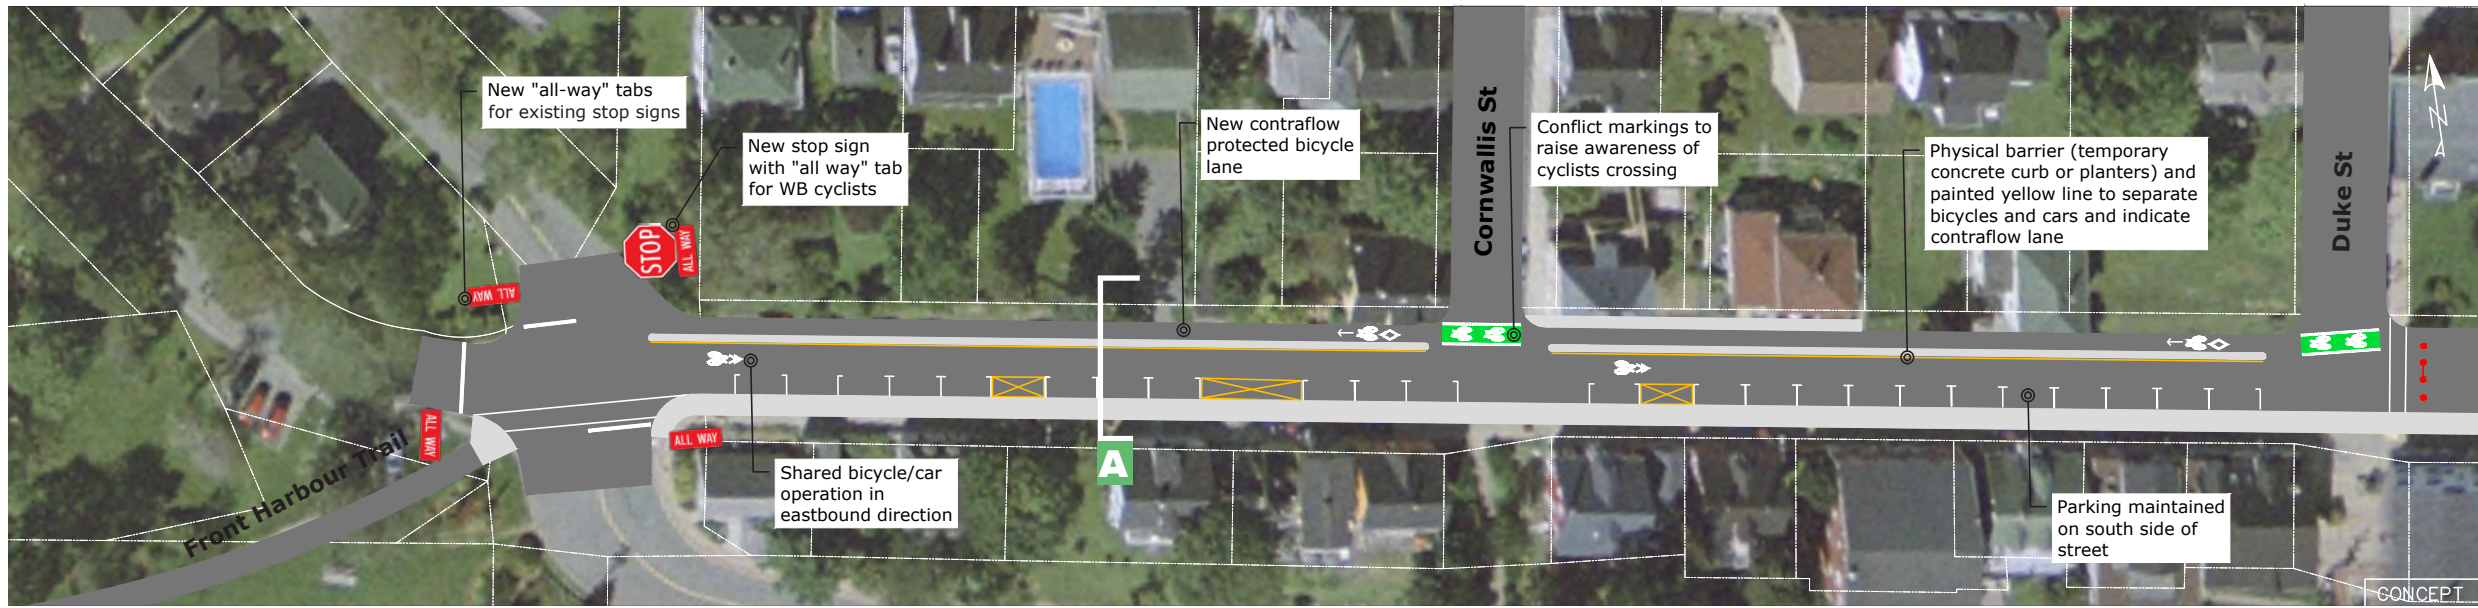 New "all-way" tabs
for existing stop signs
New stop sign
with "all way" tab
for WB cyclists
New contraflow
protected bicycle
lane
Cornwallis St
Conflict markings to
raise awareness of
cyclists crossing
Physical barrier (temporary
concrete curb or planters) and
painted yellow line to separate
bicycles and cars and indicate
contraflow lane
Duke St
N
STOP
ALL WAY
ALL WAY
ALL WAY
ALL WAY
Front Harbour Trail
A
Shared bicycle/car
operation in
eastbound direction
Parking maintained
on south side of
street
CONCEPT